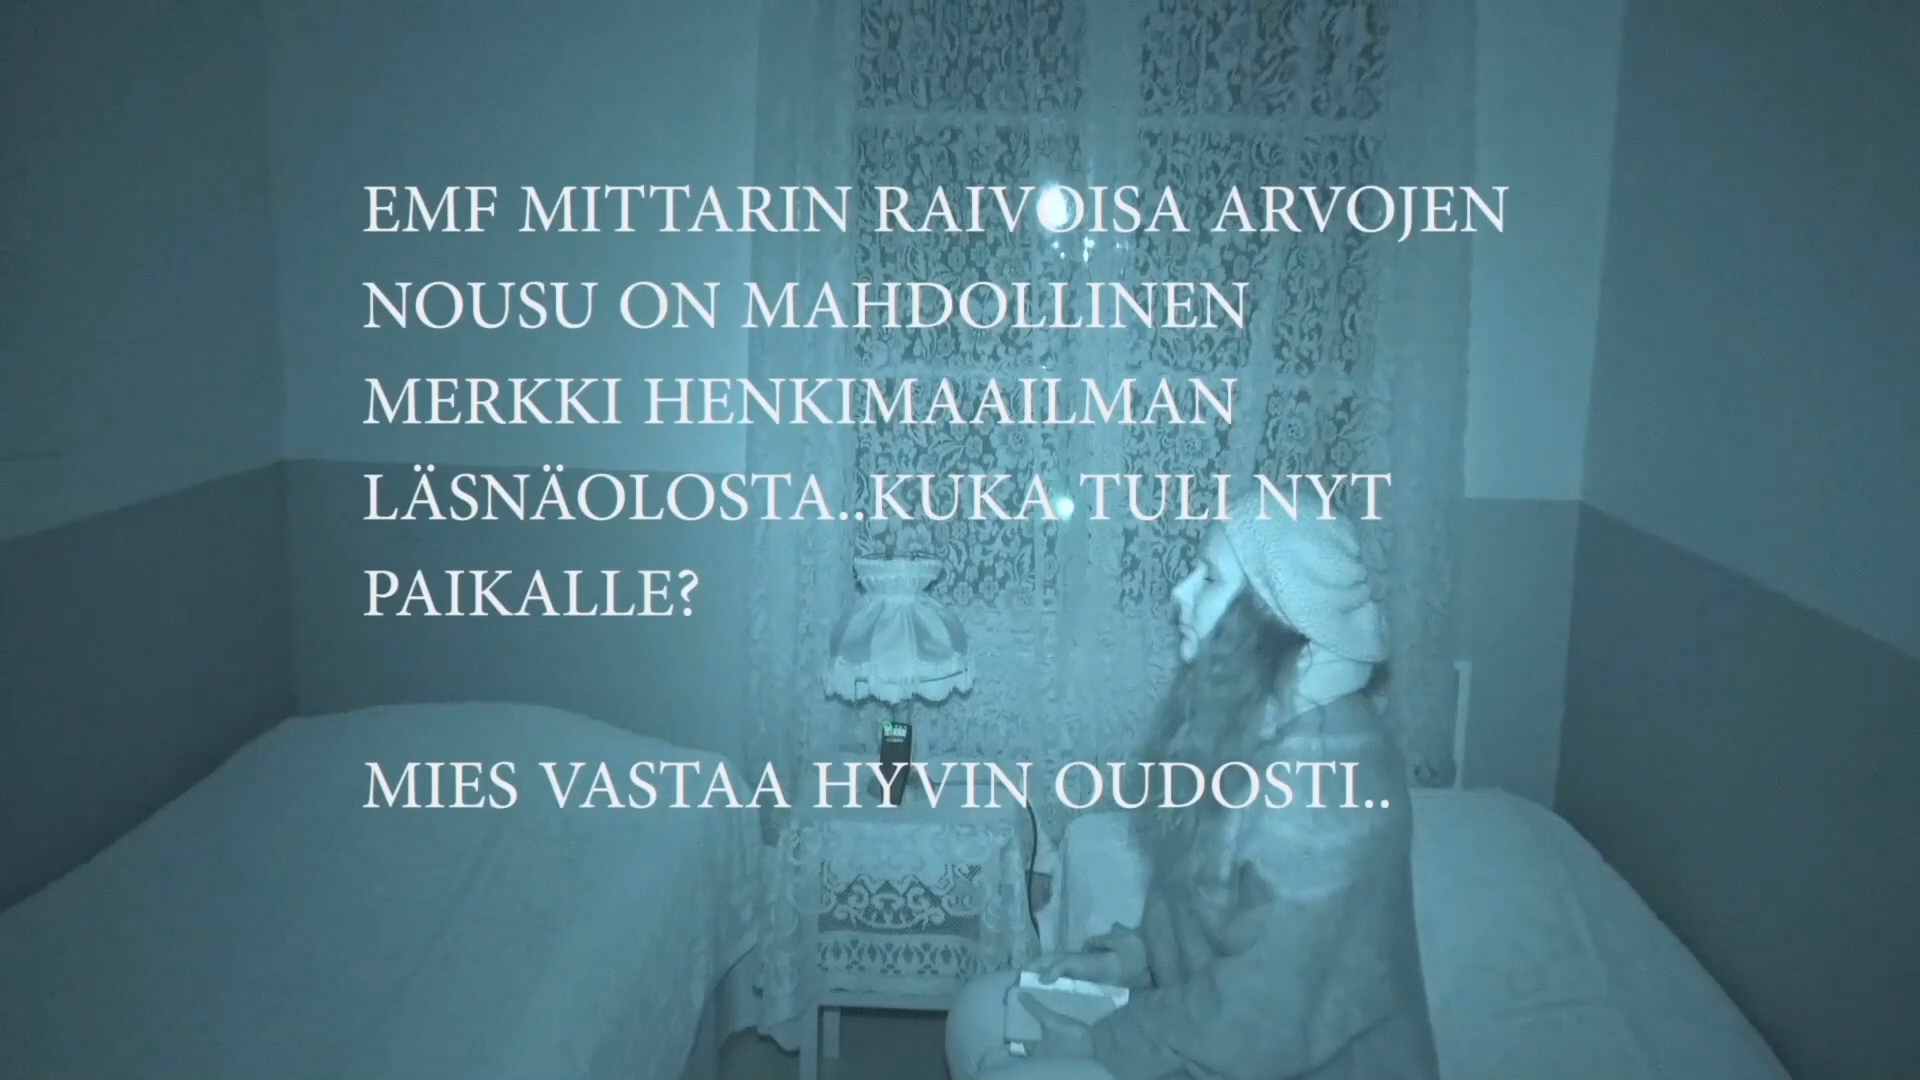 EMF MITTARIN RAIVOISA ARVOJEN
NOUSU ON MAHDOLLINEN
MERKKI HENKIMAAILMAN
LÄSNÄOLOSTA..KUKA TULI NYT
PAIKALLE?
MIES VASTAA HYVIN OUDOSTI..